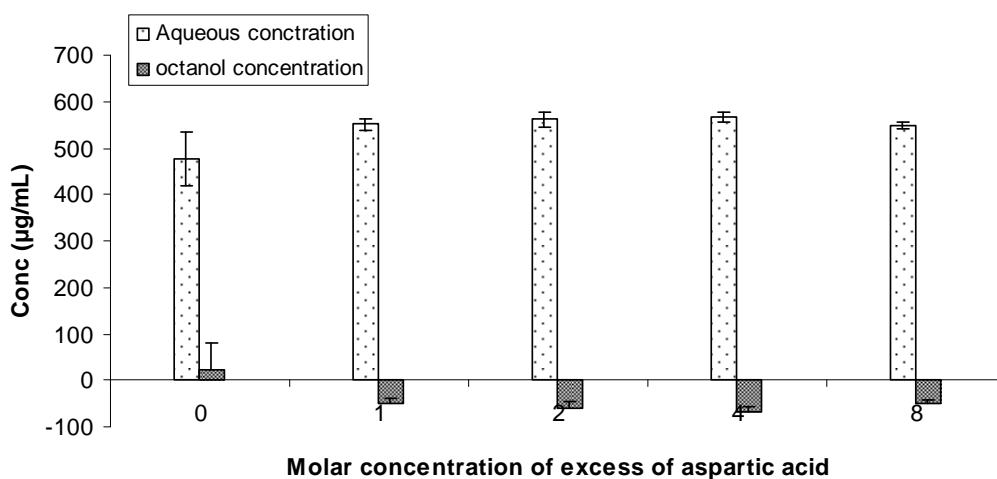 Aqueous conctration
octanol concentration
700
600
500
400
300
200
100
0
-100
Conc (µg/mL)
0 1 2 4 8
Molar concentration of excess of aspartic acid